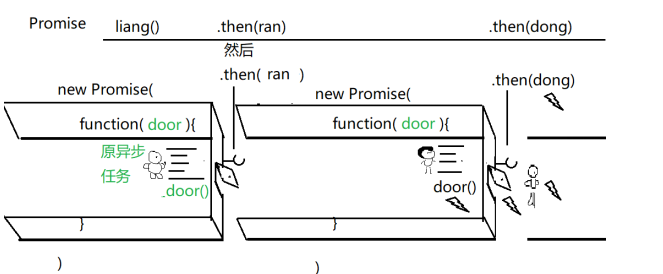 Promise liang() .then(ran) .then(dong)
然后
.then( ran )
.then(dong)
new Promise(
new Promise(
function( door ){
function( door ){
原异步
任务
door()
door()
}
}
)
)